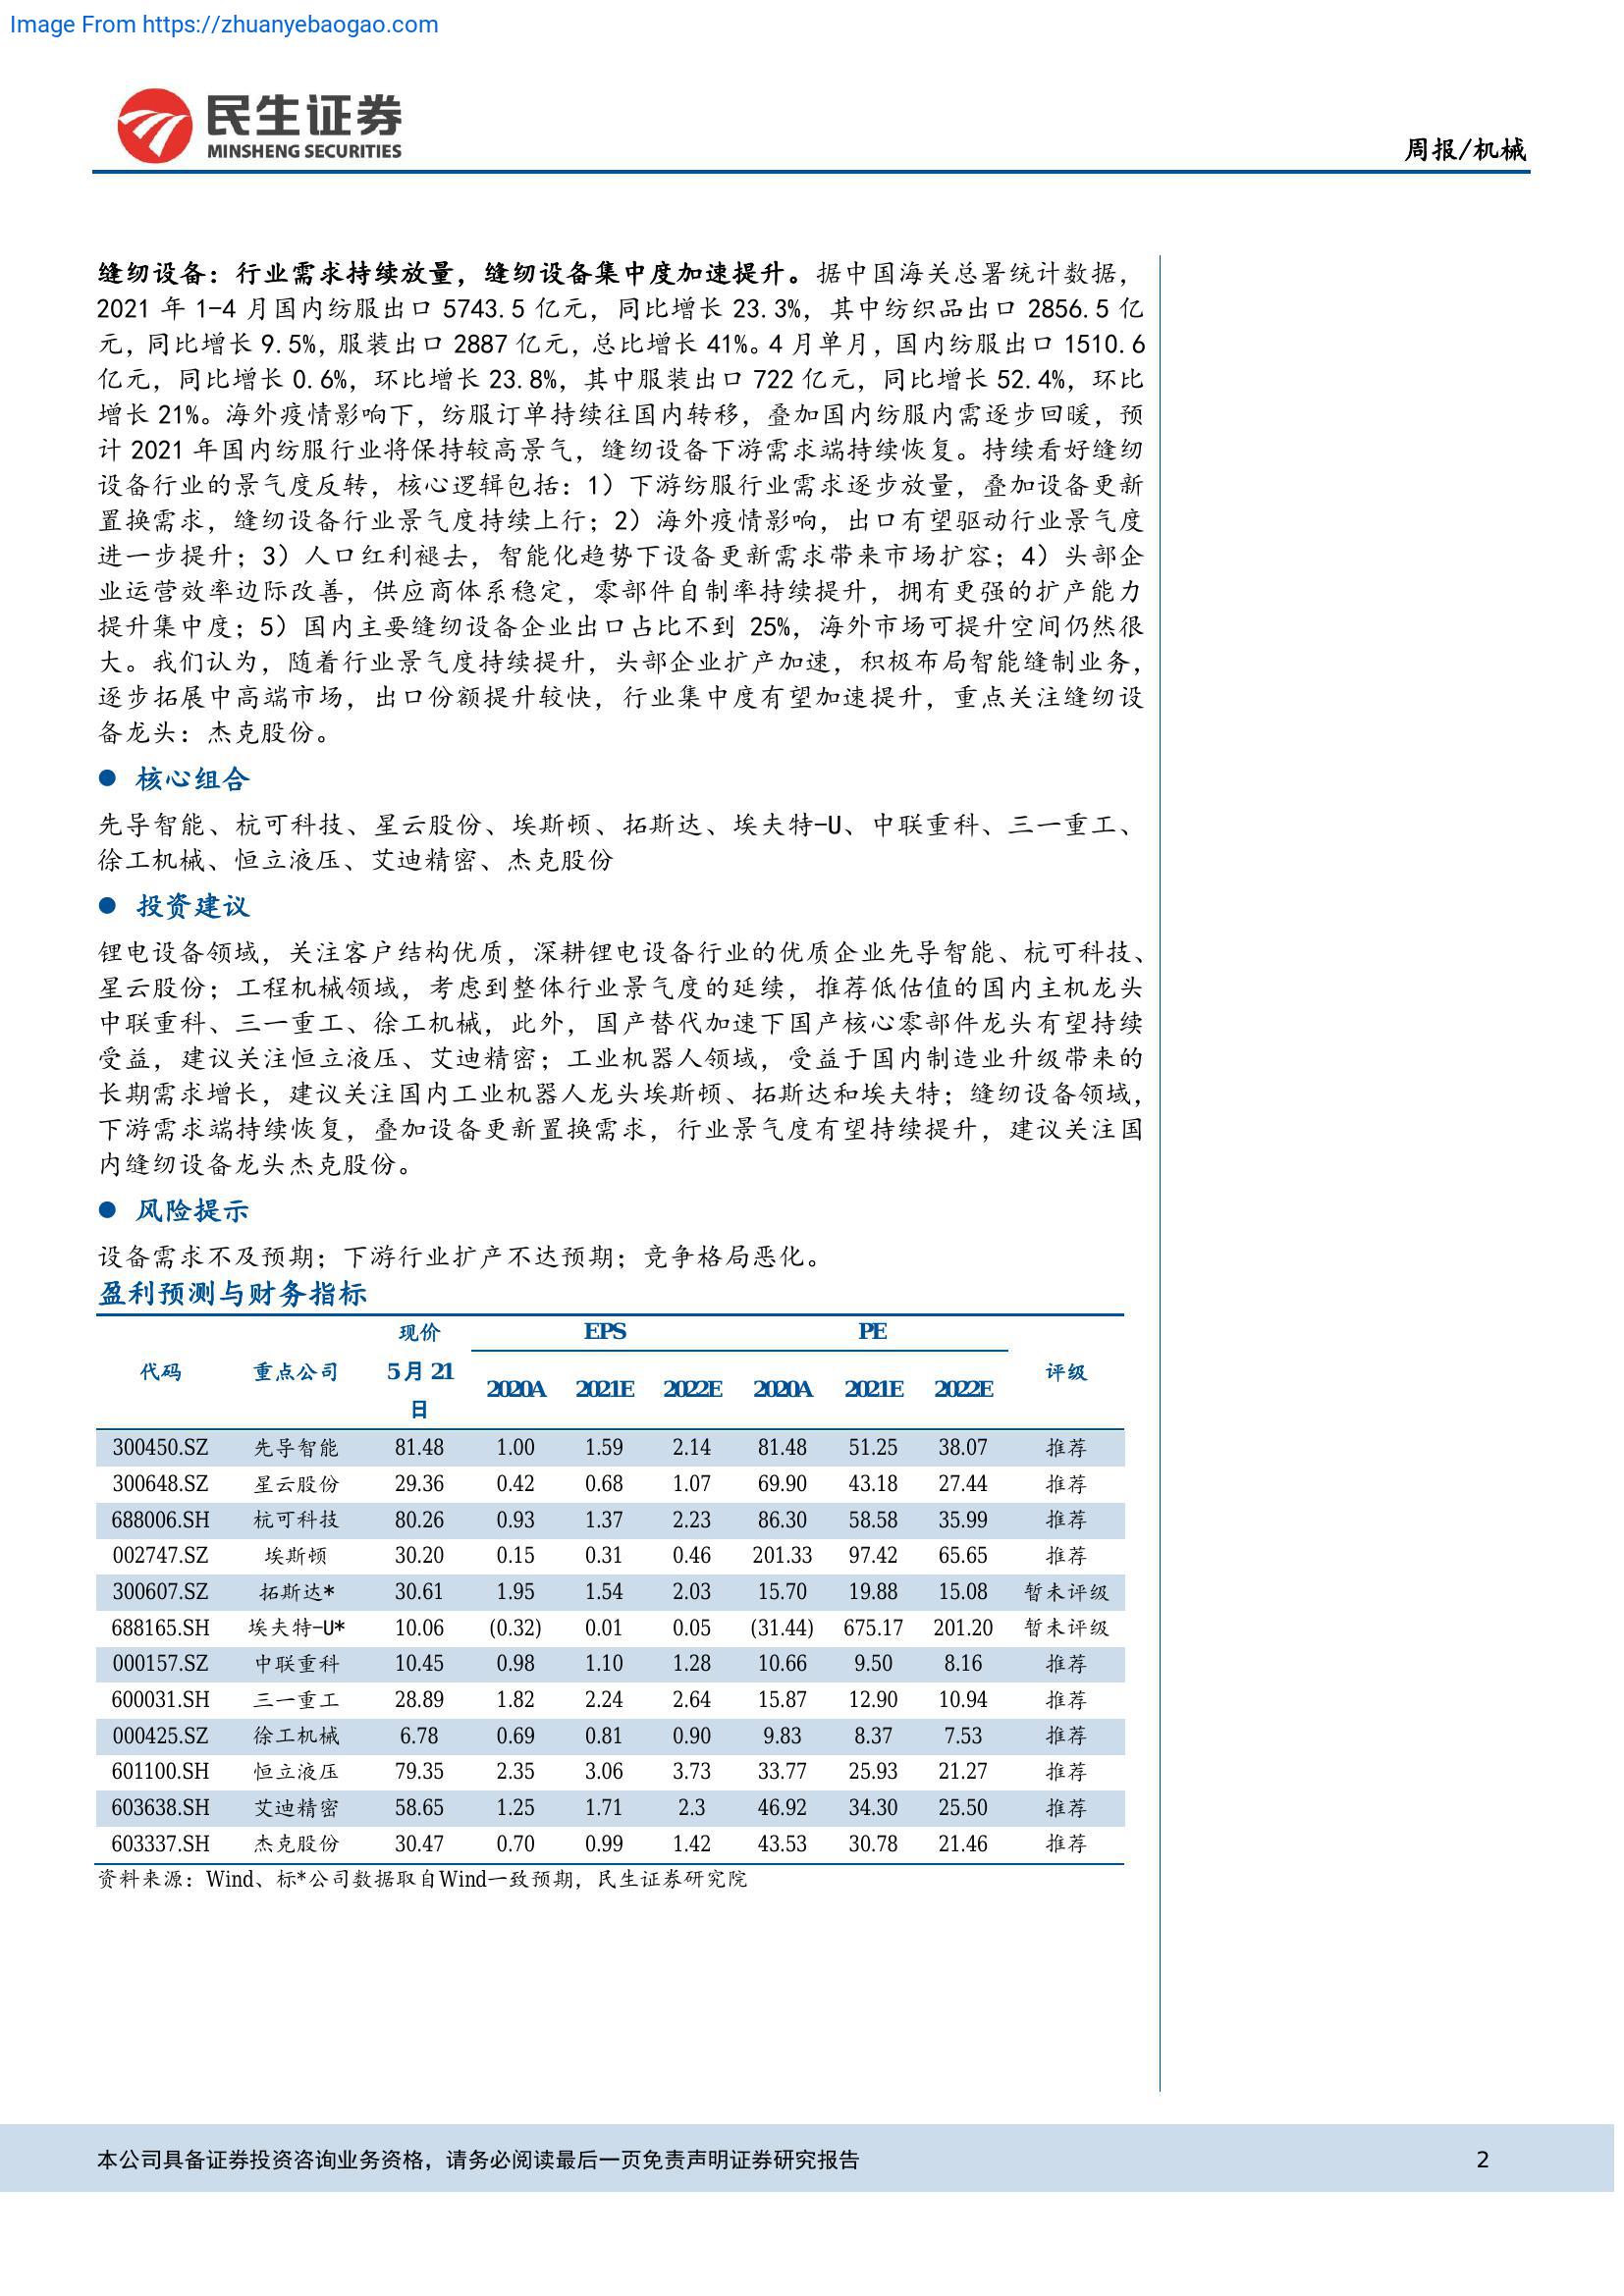 Image From https://zhuanyebaogao.com
民生证券
MINSHENG SECURITIES
周报/机械
缝纫设备：行业需求持续放量，缝纫设备集中度加速提升。据中国海关总署统计数据，
2021 年 1-4 月国内纺服出口 5743.5 亿元，同比增长 23.3%，其中纺织品出口 2856.5 亿
元，同比增长 9.5%，服装出口 2887 亿元，总比增长 41%。4 月单月，国内纺服出口 1510.6
亿元，同比增长 0.6%，环比增长 23.8%，其中服装出口 722 亿元，同比增长 52.4%，环比
增长 21%。海外疫情影响下，纺服订单持续往国内转移，叠加国内纺服内需逐步回暖，预
计 2021 年国内纺服行业将保持较高景气，缝纫设备下游需求端持续恢复。持续看好缝纫
设备行业的景气度反转，核心逻辑包括：1）下游纺服行业需求逐步放量，叠加设备更新
置换需求，缝纫设备行业景气度持续上行；2）海外疫情影响，出口有望驱动行业景气度
进一步提升；3）人口红利褪去，智能化趋势下设备更新需求带来市场扩容；4）头部企
业运营效率边际改善，供应商体系稳定，零部件自制率持续提升，拥有更强的扩产能力
提升集中度；5）国内主要缝纫设备企业出口占比不到 25%，海外市场可提升空间仍然很
大。我们认为，随着行业景气度持续提升，头部企业扩产加速，积极布局智能缝制业务，
逐步拓展中高端市场，出口份额提升较快，行业集中度有望加速提升，重点关注缝纫设
备龙头：杰克股份。
● 核心组合
先导智能、杭可科技、星云股份、埃斯顿、拓斯达、埃夫特-U、中联重科、三一重工、
徐工机械、恒立液压、艾迪精密、杰克股份
● 投资建议
锂电设备领域，关注客户结构优质，深耕锂电设备行业的优质企业先导智能、杭可科技、
星云股份；工程机械领域，考虑到整体行业景气度的延续，推荐低估值的国内主机龙头
中联重科、三一重工、徐工机械，此外，国产替代加速下国产核心零部件龙头有望持续
受益，建议关注恒立液压、艾迪精密；工业机器人领域，受益于国内制造业升级带来的
长期需求增长，建议关注国内工业机器人龙头埃斯顿、拓斯达和埃夫特；缝纫设备领域，
下游需求端持续恢复，叠加设备更新置换需求，行业景气度有望持续提升，建议关注国
内缝纫设备龙头杰克股份。
● 风险提示
设备需求不及预期；下游行业扩产不达预期；竞争格局恶化。
盈利预测与财务指标
现价 EPS PE
代码 重点公司 5 月 21 评级
2020A 2021E 2022E 2020A 2021E 2022E
日
300450.SZ 先导智能 81.48 1.00 1.59 2.14 81.48 51.25 38.07 推荐
300648.SZ 星云股份 29.36 0.42 0.68 1.07 69.90 43.18 27.44 推荐
688006.SH 杭可科技 80.26 0.93 1.37 2.23 86.30 58.58 35.99 推荐
002747.SZ 埃斯顿 30.20 0.15 0.31 0.46 201.33 97.42 65.65 推荐
300607.SZ 拓斯达* 30.61 1.95 1.54 2.03 15.70 19.88 15.08 暂未评级
688165.SH 埃夫特-U* 10.06 (0.32) 0.01 0.05 (31.44) 675.17 201.20 暂未评级
000157.SZ 中联重科 10.45 0.98 1.10 1.28 10.66 9.50 8.16 推荐
600031.SH 三一重工 28.89 1.82 2.24 2.64 15.87 12.90 10.94 推荐
000425.SZ 徐工机械 6.78 0.69 0.81 0.90 9.83 8.37 7.53 推荐
601100.SH 恒立液压 79.35 2.35 3.06 3.73 33.77 25.93 21.27 推荐
603638.SH 艾迪精密 58.65 1.25 1.71 2.3 46.92 34.30 25.50 推荐
603337.SH 杰克股份 30.47 0.70 0.99 1.42 43.53 30.78 21.46 推荐
资料来源：Wind、标*公司数据取自Wind一致预期，民生证券研究院
本公司具备证券投资咨询业务资格，请务必阅读最后一页免责声明证券研究报告 2